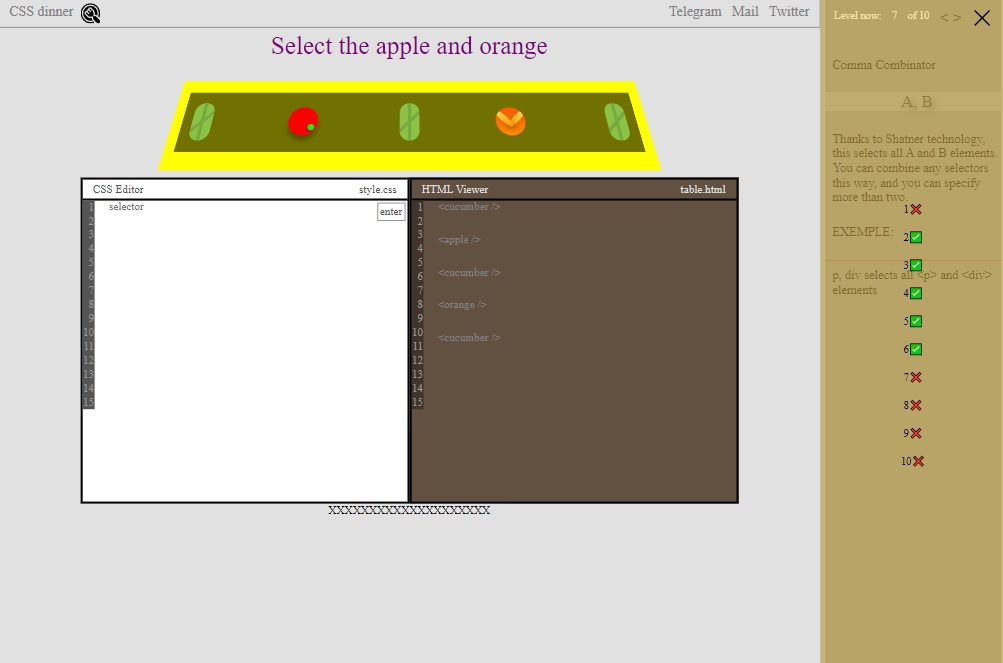 CSS dinner
Telegram Mail Twitter
Select the apple and orange
CSS Editor style.css
selector
enter
1
2
3
4
5
6
7
8
9
10
11
12
13
14
15
HTML Viewer table.html
1
2
3
4
5
6
7
8
9
10
11
12
13
14
15
<cucumber />
<apple />
<cucumber />
<orange />
<cucumber />
XXXXXXXXXXXXXXXXXXXX
Level now: 7 of 10 < >
Comma Combinator
A, B
Thanks to Shatner technology,
this selects all A and B elements.
You can combine any selectors
this way, and you can specify
more than two.
EXEMPLE:
p, div selects all <p> and <div>
elements
1
2
3
4
5
6
7
8
9
10